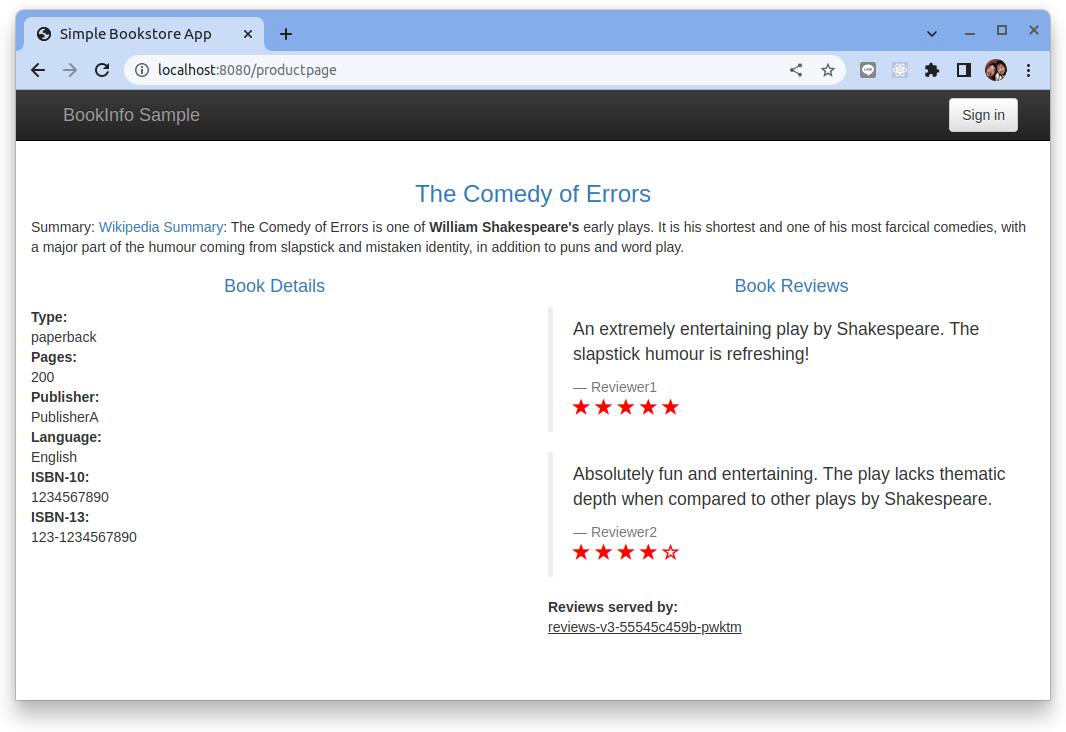 Simple Bookstore App
localhost:8080/productpage
BookInfo Sample
Sign in
The Comedy of Errors
Summary: Wikipedia Summary: The Comedy of Errors is one of William Shakespeare's early plays. It is his shortest and one of his most farcical comedies, with
a major part of the humour coming from slapstick and mistaken identity, in addition to puns and word play.
Book Details
Type:
paperback
Pages:
200
Publisher:
PublisherA
Language:
English
ISBN-10:
1234567890
ISBN-13:
123-1234567890
Book Reviews
An extremely entertaining play by Shakespeare. The
slapstick humour is refreshing!
— Reviewer1
★★★★★
Absolutely fun and entertaining. The play lacks thematic
depth when compared to other plays by Shakespeare.
— Reviewer2
★★★★☆
Reviews served by:
reviews-v3-55545c459b-pwktm